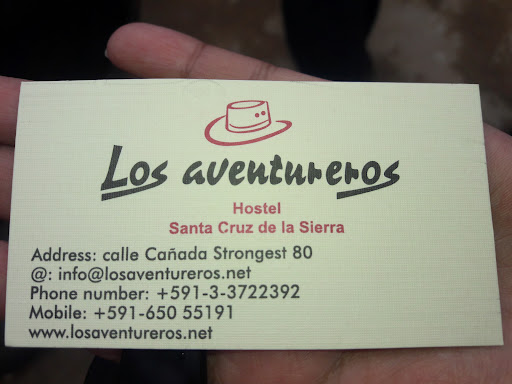 Los aventureros
Hostel
Santa Cruz de la Sierra
Address: calle Cañada Strongest 80
@: info@losaventureros.net
Phone number: +591-3-3722392
Mobile: +591-650 55191
www.losaventureros.net